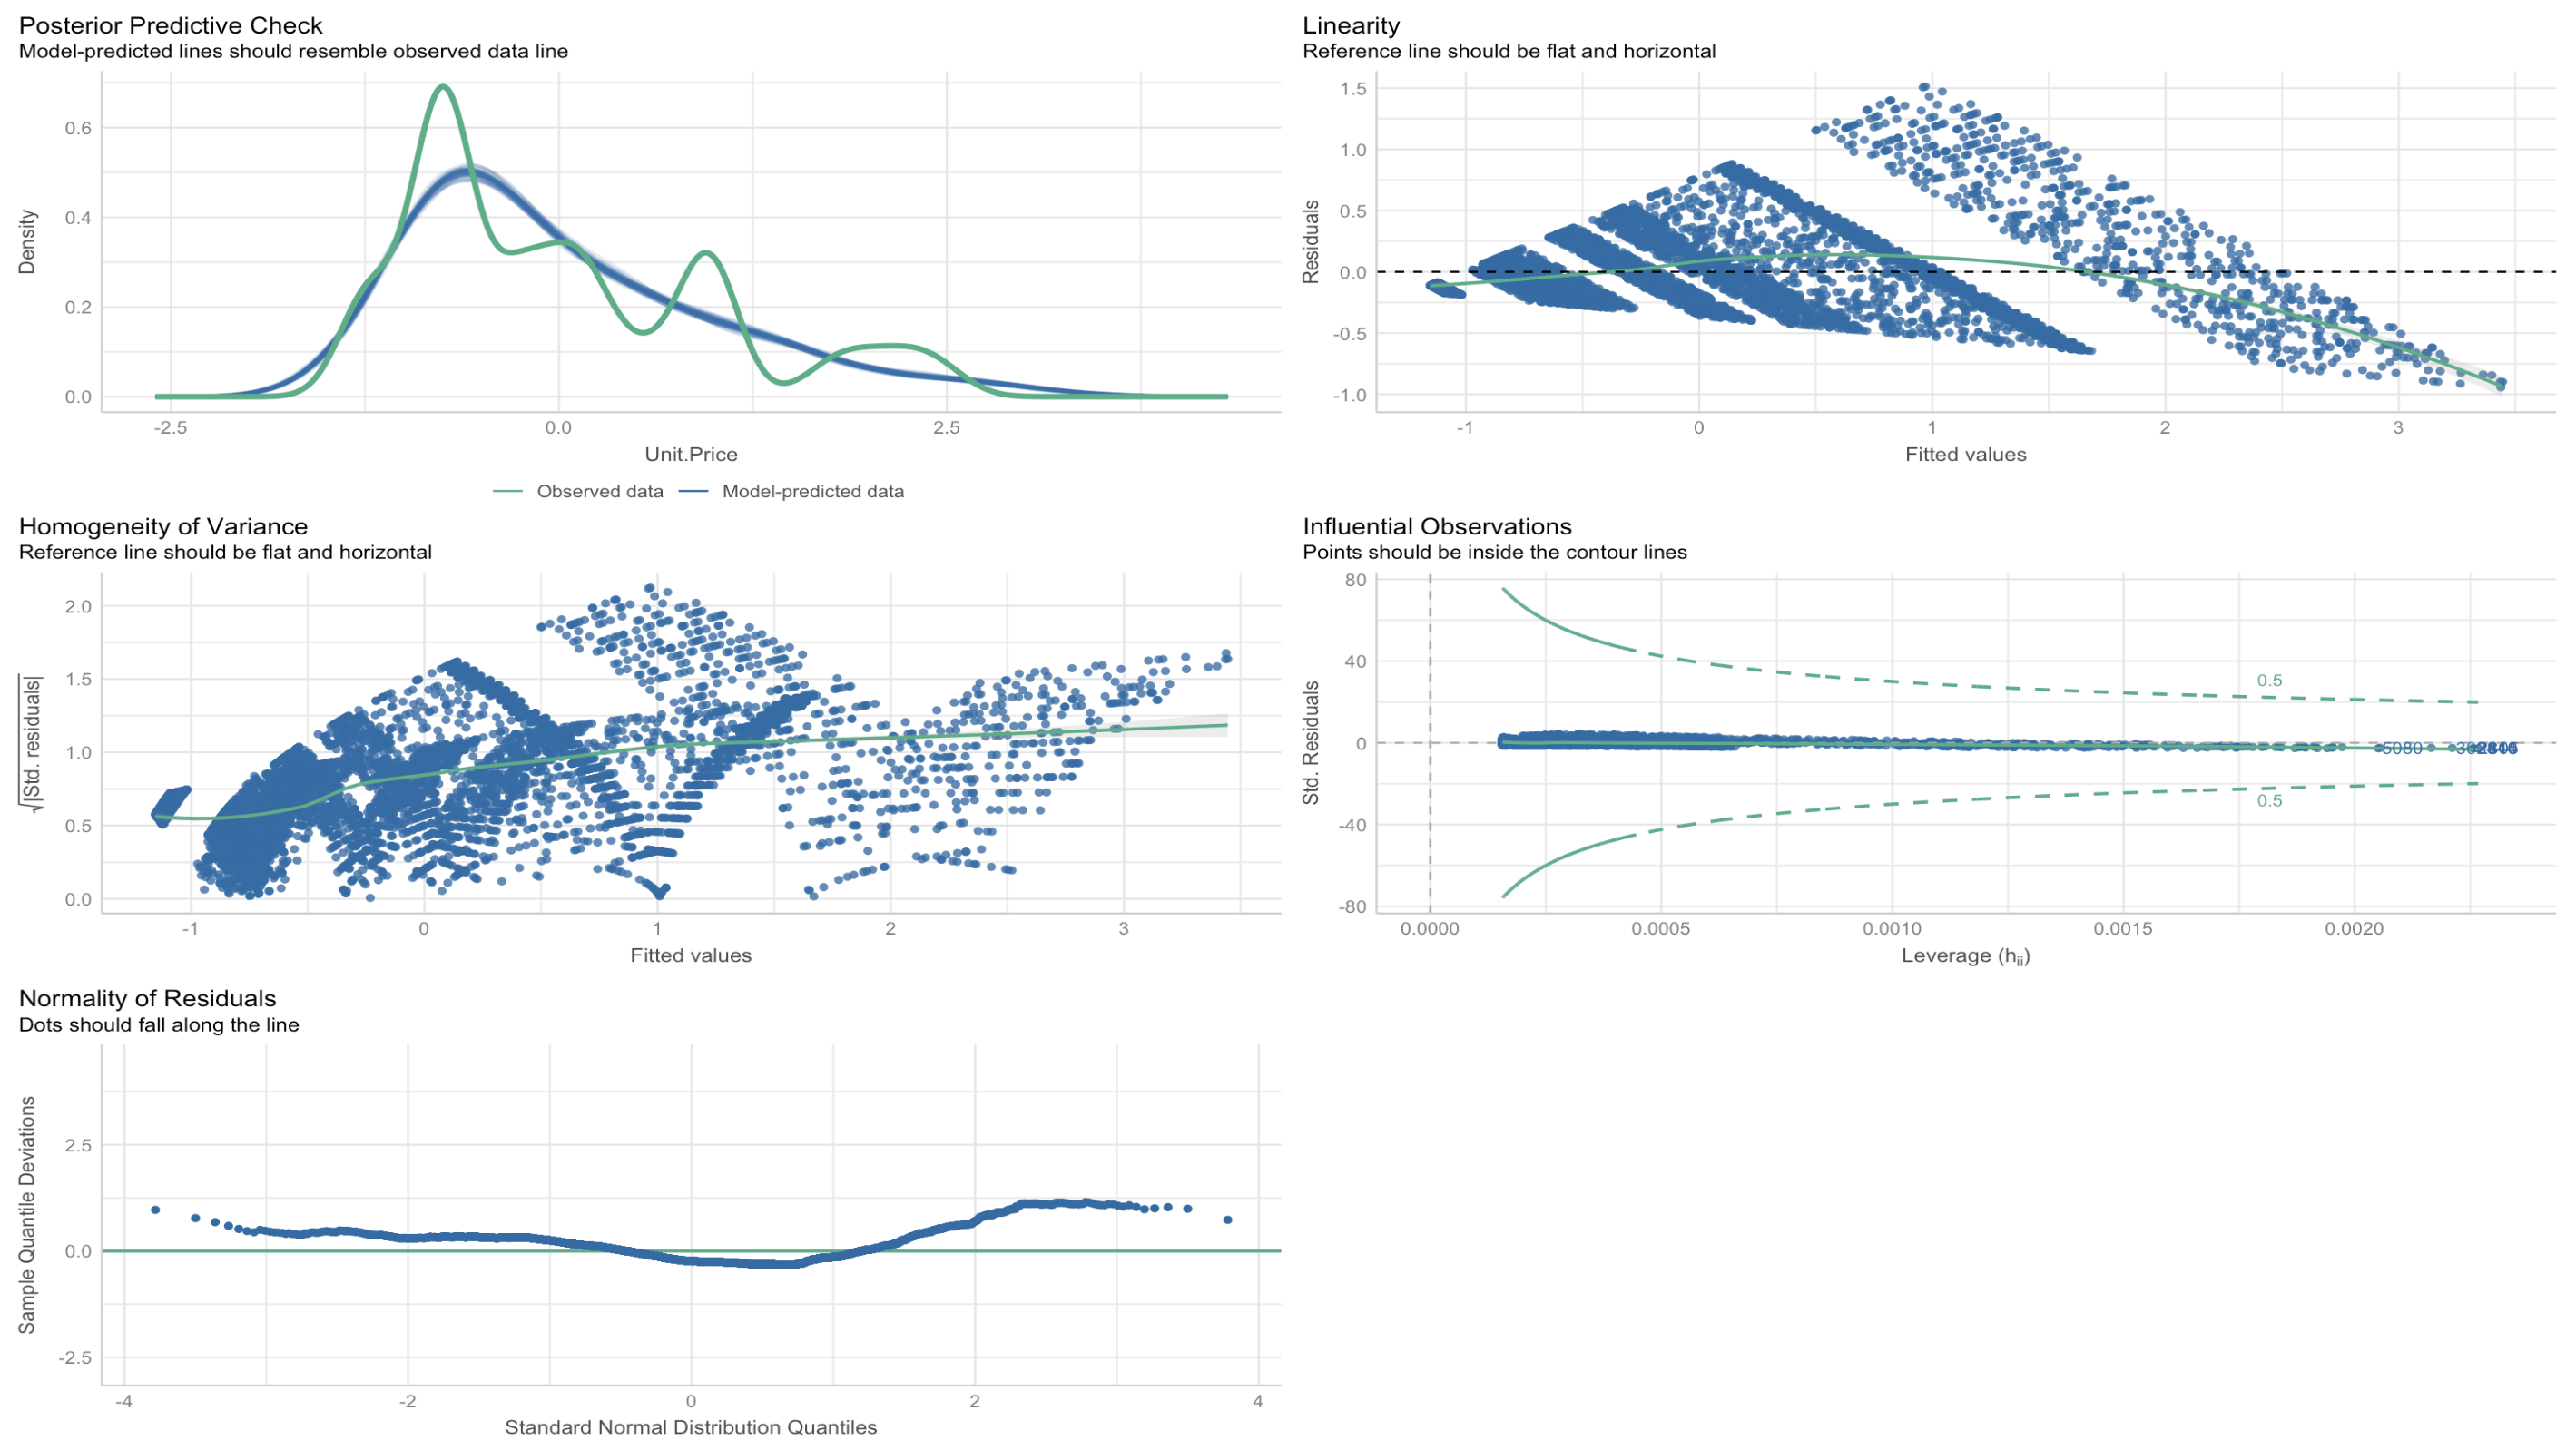 Posterior Predictive Check
Model-predicted lines should resemble observed data line
Density
0.6
0.4
0.2
0.0
-2.5
0.0
2.5
Unit.Price
Observed data
Model-predicted data
Linearity
Reference line should be flat and horizontal
Residuals
1.5
1.0
0.5
0.0
-0.5
-1.0
-1
0
1
2
3
Fitted values
Homogeneity of Variance
Reference line should be flat and horizontal
√|Std. residuals|
2.0
1.5
1.0
0.5
0.0
-1
0
1
2
3
Fitted values
Influential Observations
Points should be inside the contour lines
Std. Residuals
80
40
0
-40
-80
0.5
0.5
5080
0.0000
0.0005
0.0010
0.0015
0.0020
Leverage (hii)
Normality of Residuals
Dots should fall along the line
Sample Quantile Deviations
2.5
0.0
-2.5
-4
-2
0
2
4
Standard Normal Distribution Quantiles